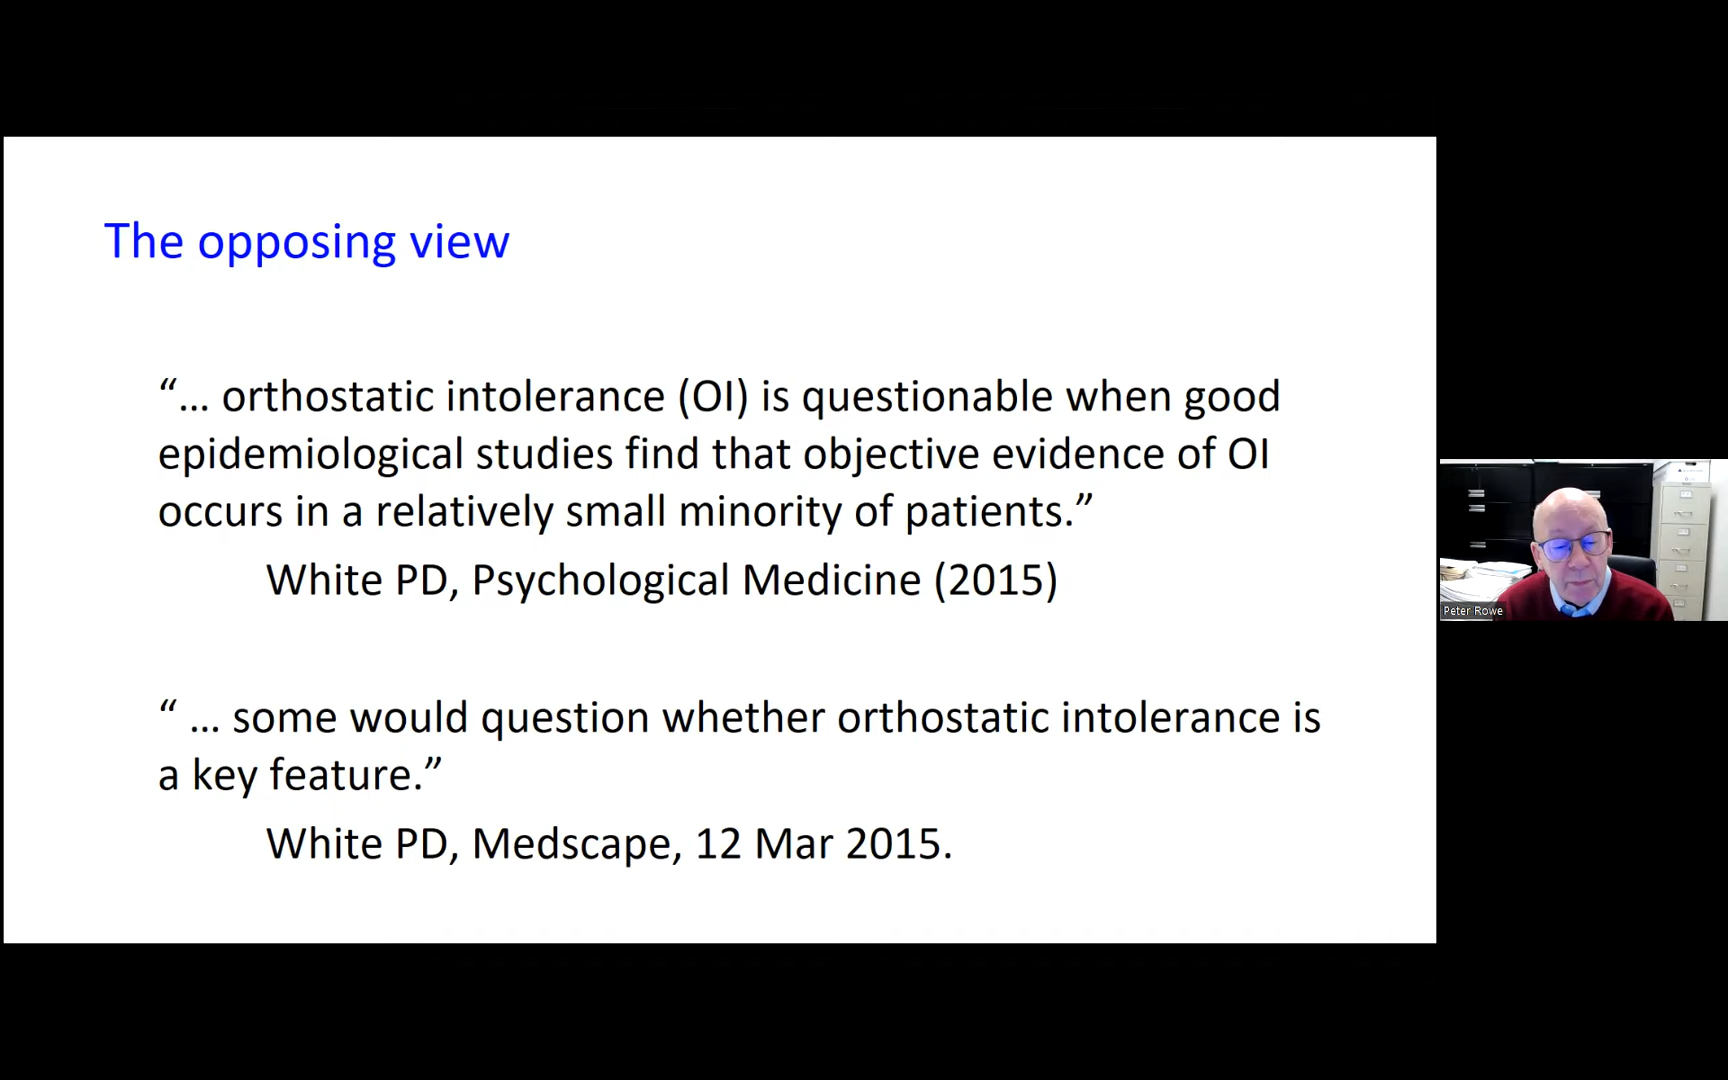 The opposing view
“… orthostatic intolerance (OI) is questionable when good
epidemiological studies find that objective evidence of OI
occurs in a relatively small minority of patients.”
White PD, Psychological Medicine (2015)
“ … some would question whether orthostatic intolerance is
a key feature.”
White PD, Medscape, 12 Mar 2015.
Peter Rowe